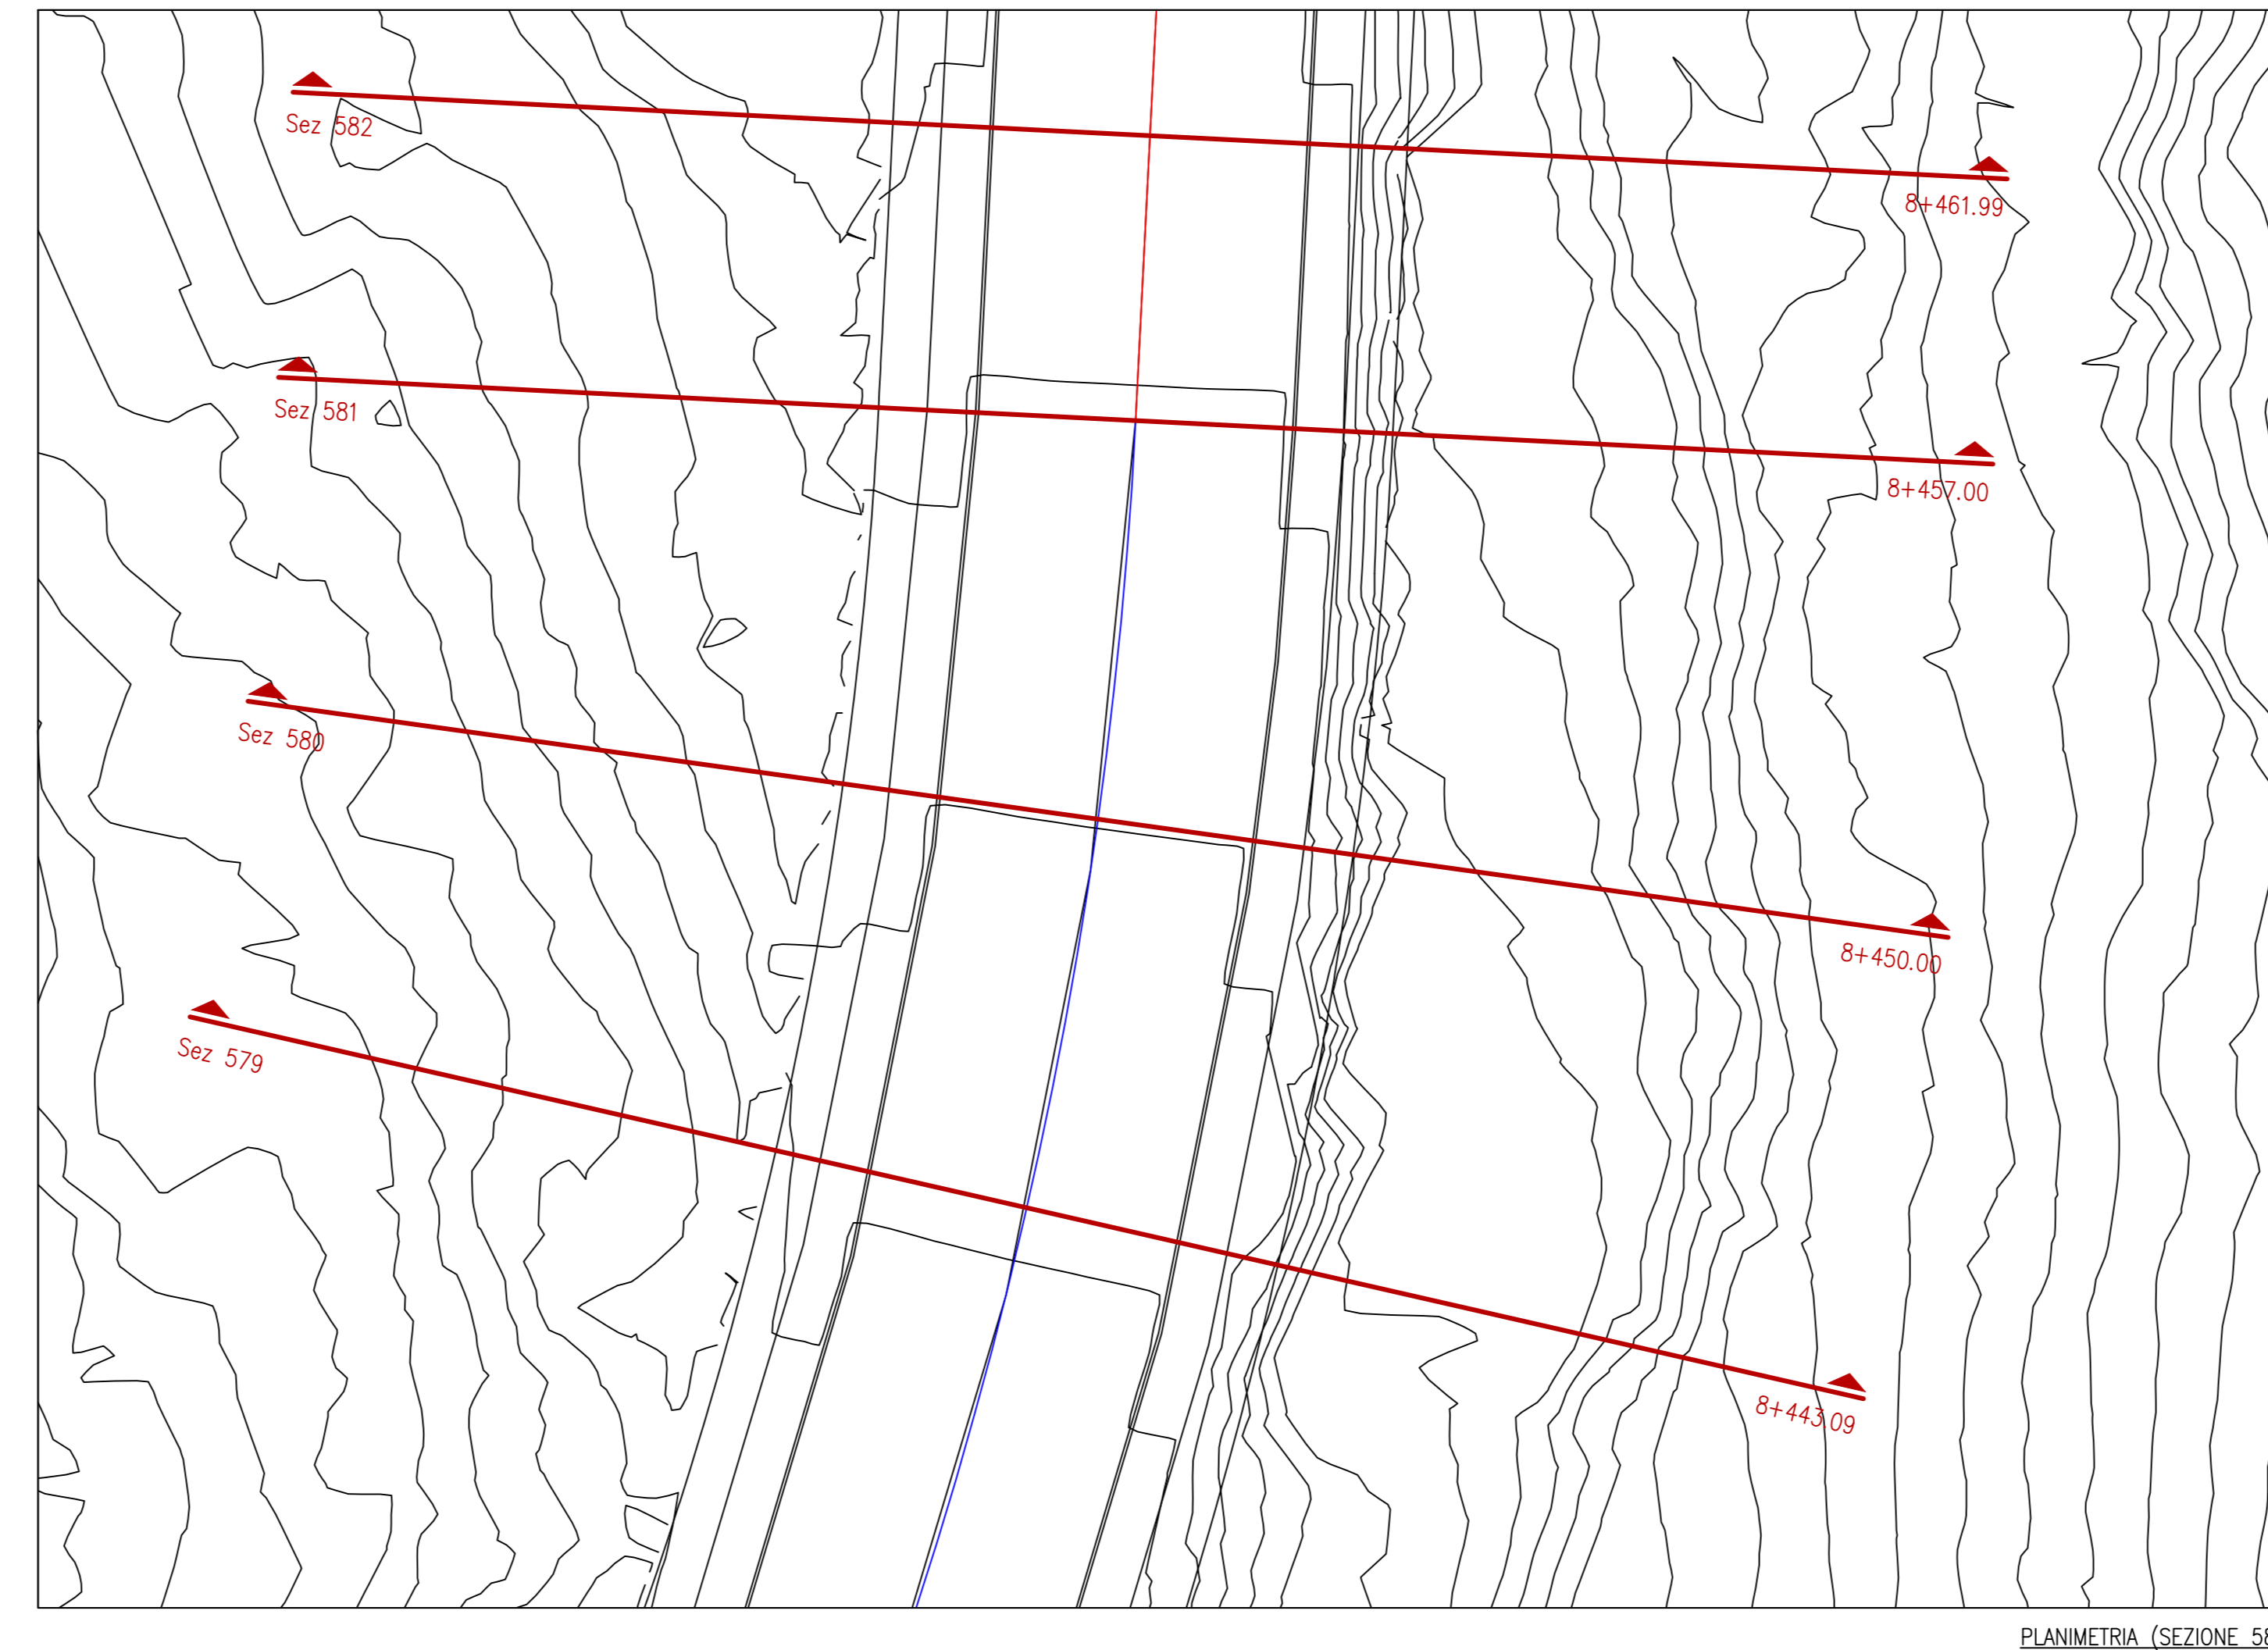 Sez 582
8+461.99
Sez 581
8+457.00
Sez 580
8+450.00
Sez 579
8+443.09
PLANIMETRIA (SEZIONE 58